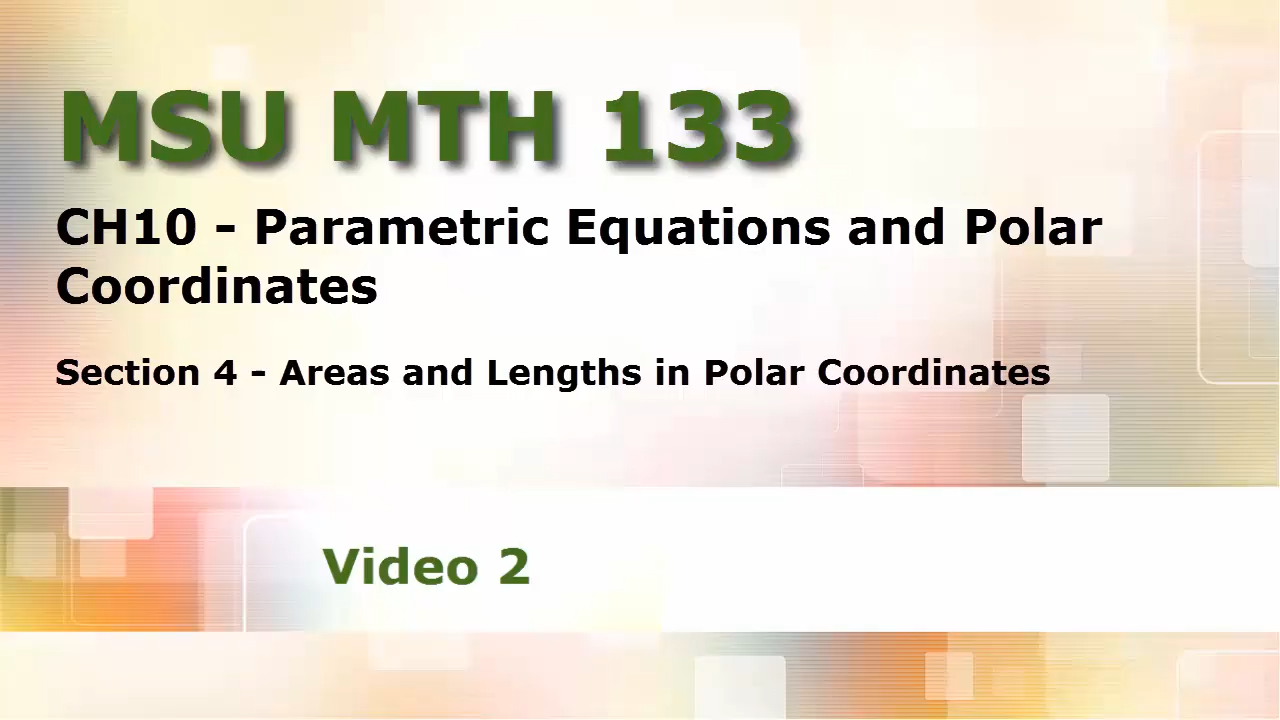 MSU MTH 133
CH10 - Parametric Equations and Polar
Coordinates
Section 4 - Areas and Lengths in Polar Coordinates
Video 2